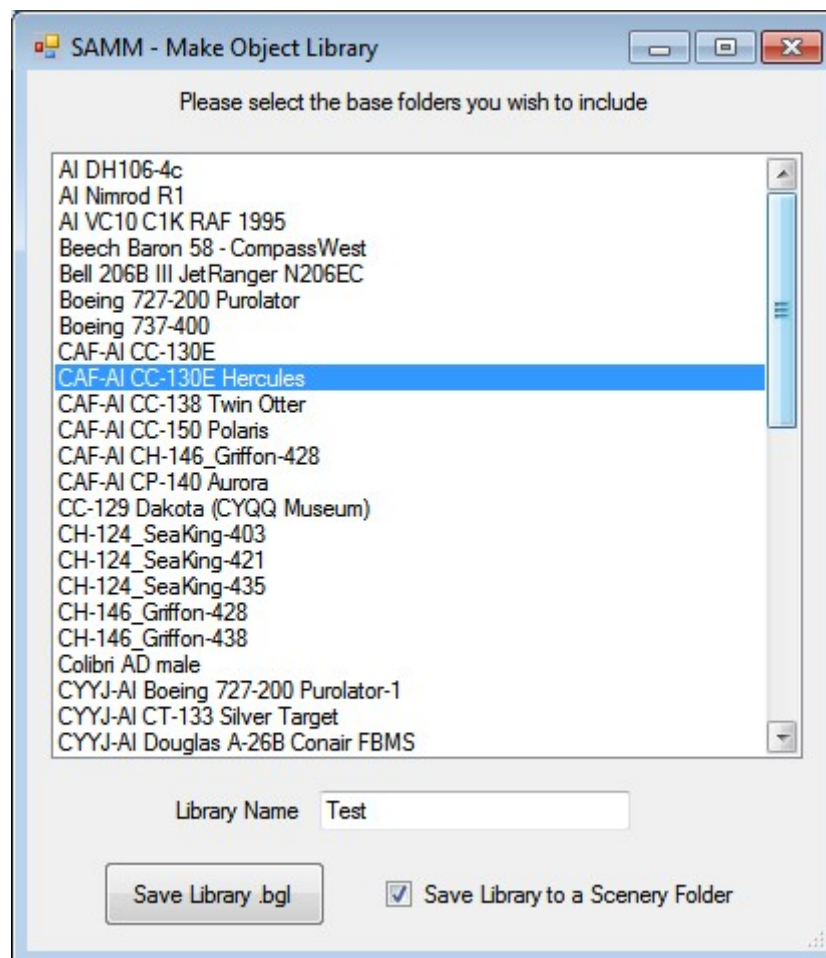 SAMM - Make Object Library
Please select the base folders you wish to include
AI DH106-4c
AI Nimrod R1
AI VC10 C1K RAF 1995
Beech Baron 58 - CompassWest
Bell 206B III JetRanger N206EC
Boeing 727-200 Purolator
Boeing 737-400
CAF-AI CC-130E
CAF-AI CC-130E Hercules
CAF-AI CC-138 Twin Otter
CAF-AI CC-150 Polaris
CAF-AI CH-146_Griffon-428
CAF-AI CP-140 Aurora
CC-129 Dakota (CYQQ Museum)
CH-124_SeaKing-403
CH-124_SeaKing-421
CH-124_SeaKing-435
CH-146_Griffon-428
CH-146_Griffon-438
Colibri AD male
CYYJ-AI Boeing 727-200 Purolator-1
CYYJ-AI CT-133 Silver Target
CYYJ-AI Douglas A-26B Conair FBMS
Library Name Test
Save Library .bgl Save Library to a Scenery Folder